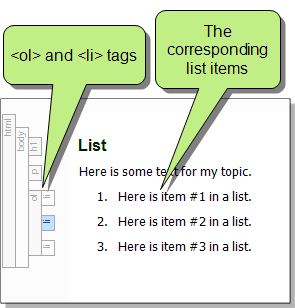 <ol> and <li> tags
The
corresponding
list items
html
body
h1
p
ol
li
li
li
List
Here is some text for my topic.
1. Here is item #1 in a list.
2. Here is item #2 in a list.
3. Here is item #3 in a list.